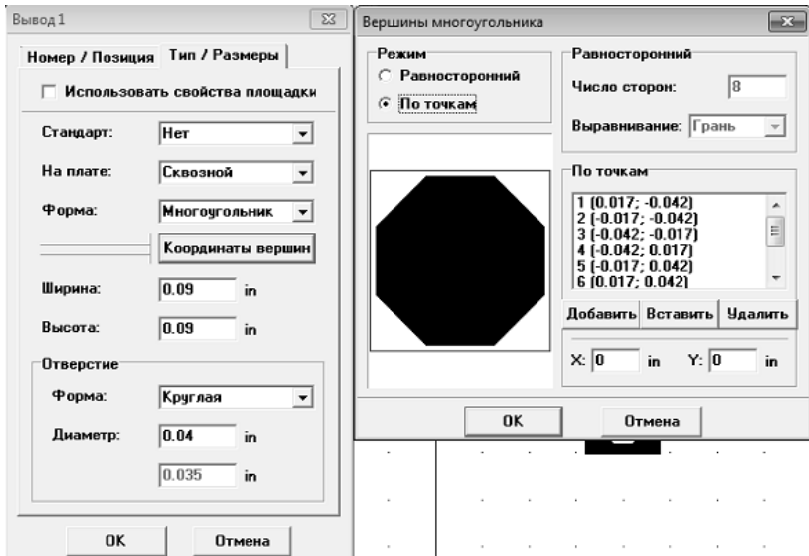 Вывод 1
Номер / Позиция Тип / Размеры
Использовать свойства площадки
Стандарт: Нет
На плате: Сквозной
Форма: Многоугольник
Координаты вершин
Ширина: 0.09 in
Высота: 0.09 in
Отверстие
Форма: Круглая
Диаметр: 0.04 in
0.035 in
OK Отмена
Вершины многоугольника
Режим
Равносторонний
По точкам
Равносторонний
Число сторон: 8
Выравнивание: Грань
По точкам
1 (0.017; -0.042)
2 (-0.017; -0.042)
3 (-0.042; -0.017)
4 (-0.042; 0.017)
5 (-0.017; 0.042)
6 (0.017; 0.042)
Добавить Вставить Удалить
X: 0 in Y: 0 in
OK Отмена